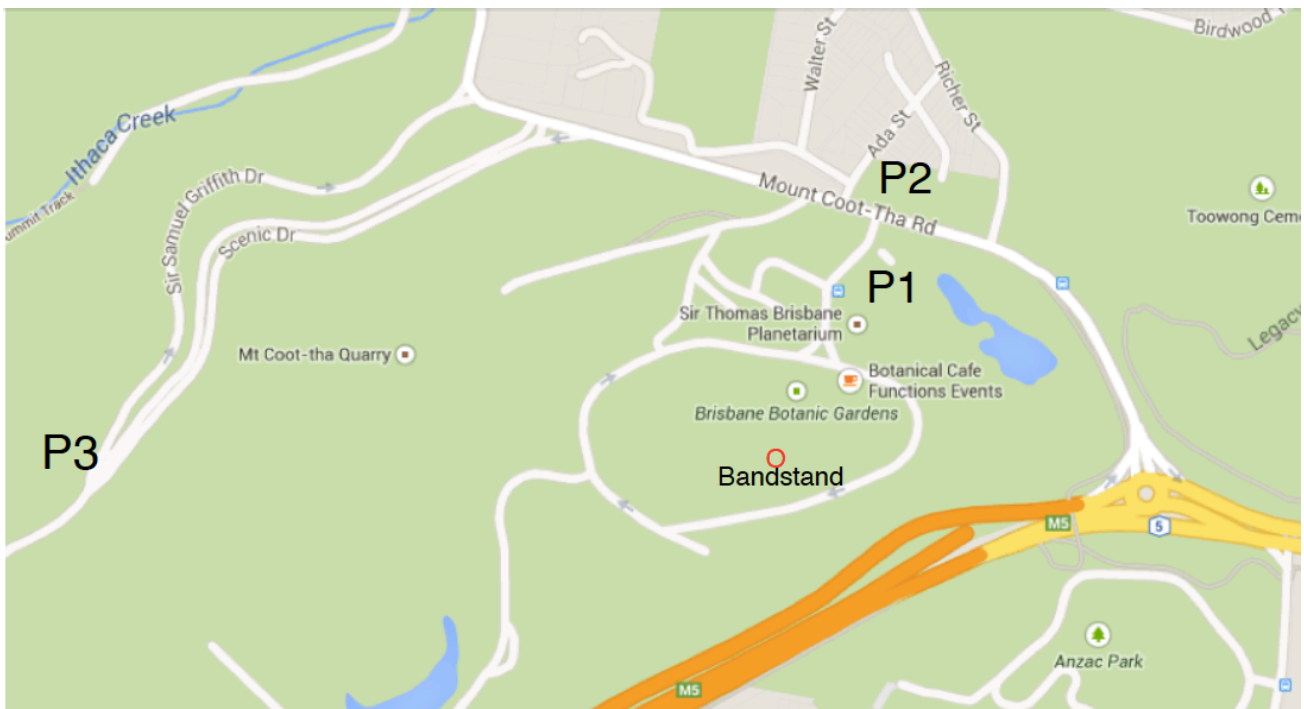 Birdwood T
Walter St
Richer St
Ithaca Creek
Ada St
ummit Track
Sir Samuel Griffith Dr
P2
Mount Coot-Tha Rd
Toowong Ceme
Scenic Dr
P1
Sir Thomas Brisbane
Planetarium
Legacy
Mt Coot-tha Quarry
Botanical Cafe
Functions Events
Brisbane Botanic Gardens
P3
Bandstand
M5
5
Anzac Park
M5